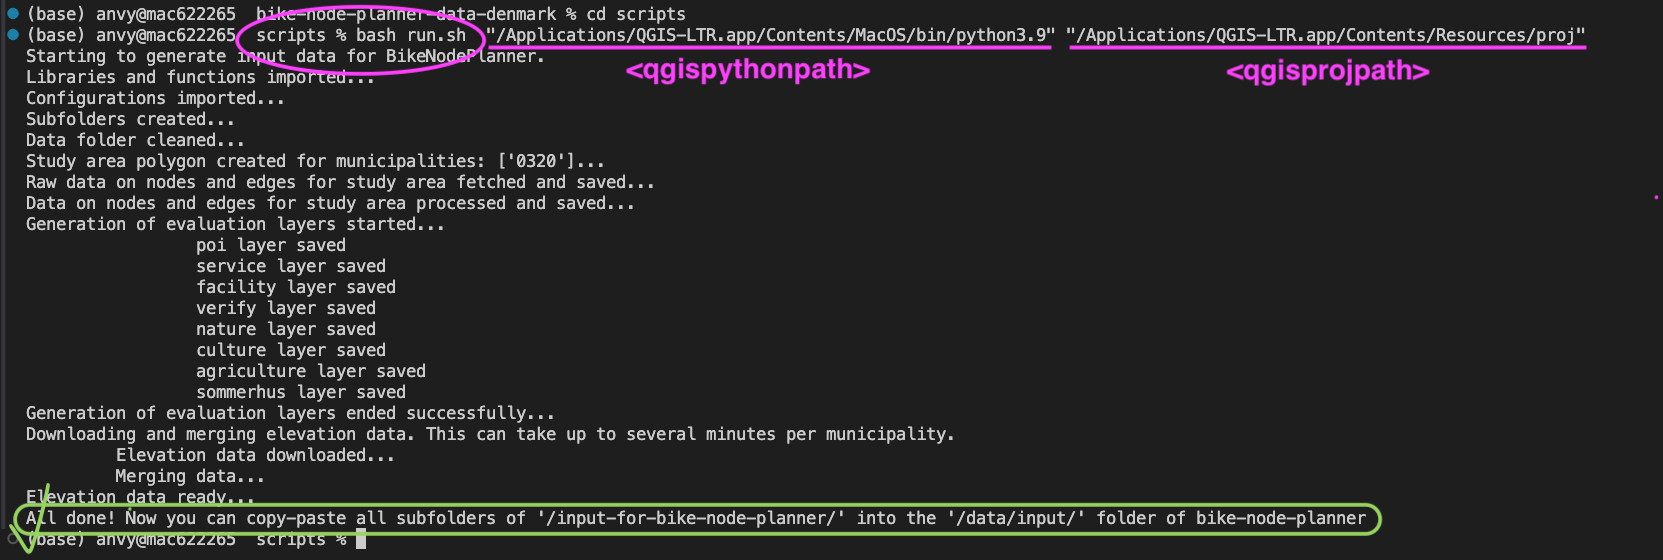 (base) anvy@mac622265 bike-node-planner-data-denmark % cd scripts
(base) anvy@mac622265 scripts % bash run.sh "/Applications/QGIS-LTR.app/Contents/MacOS/bin/python3.9" "/Applications/QGIS-LTR.app/Contents/Resources/proj"
Starting to generate input data for BikeNodePlanner.
<qgispythonpath> <qgisprojpath>
Libraries and functions imported...
Configurations imported...
Subfolders created...
Data folder cleaned...
Study area polygon created for municipalities: ['0320']...
Raw data on nodes and edges for study area fetched and saved...
Data on nodes and edges for study area processed and saved...
Generation of evaluation layers started...
poi layer saved
service layer saved
facility layer saved
verify layer saved
nature layer saved
culture layer saved
agriculture layer saved
sommerhus layer saved
Generation of evaluation layers ended successfully...
Downloading and merging elevation data. This can take up to several minutes per municipality.
Elevation data downloaded...
Merging data...
Elevation data ready...
All done! Now you can copy-paste all subfolders of '/input-for-bike-node-planner/' into the '/data/input/' folder of bike-node-planner
(base) anvy@mac622265 scripts %